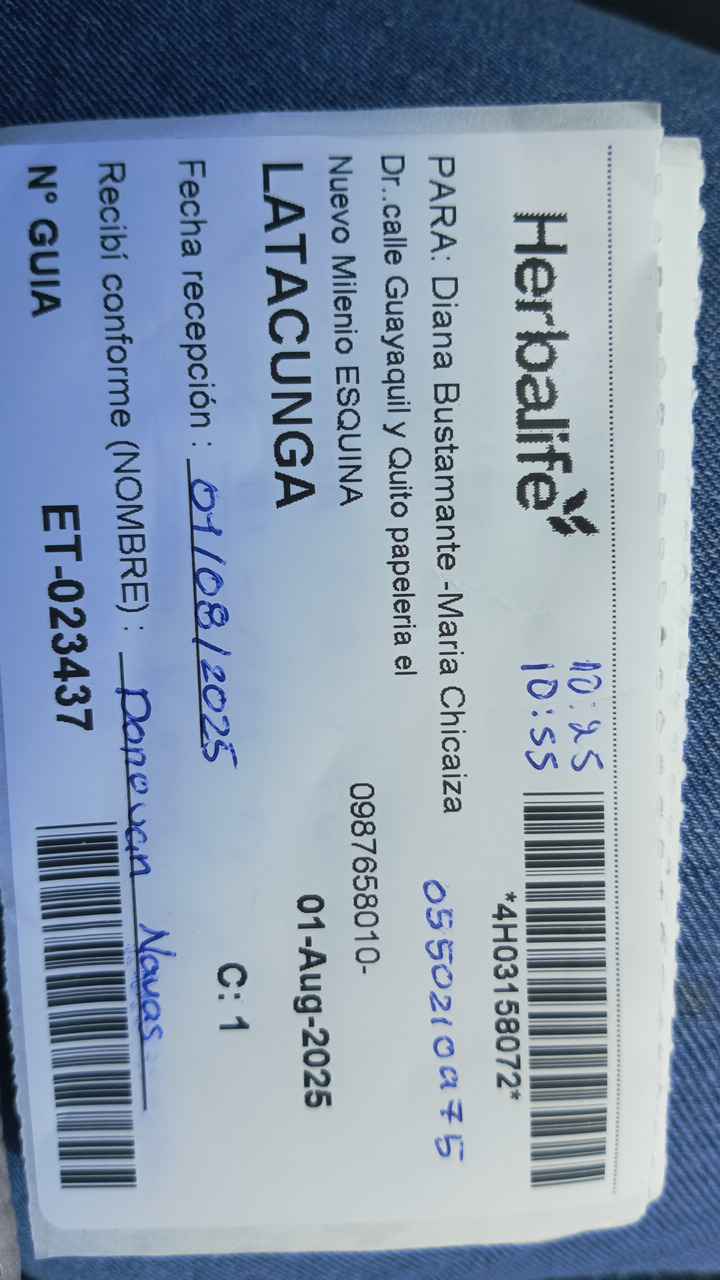 Herbalife
10:25
10:55
*4H03158072*
PARA: Diana Bustamante -Maria Chicaiza
0550210975
Dr..calle Guayaquil y Quito papeleria el
Nuevo Milenio ESQUINA
0987658010-
LATACUNGA
01-Aug-2025
Fecha recepción : 01/08/2025
C: 1
Recibí conforme (NOMBRE) : Donovan Navas
N° GUIA
ET-023437